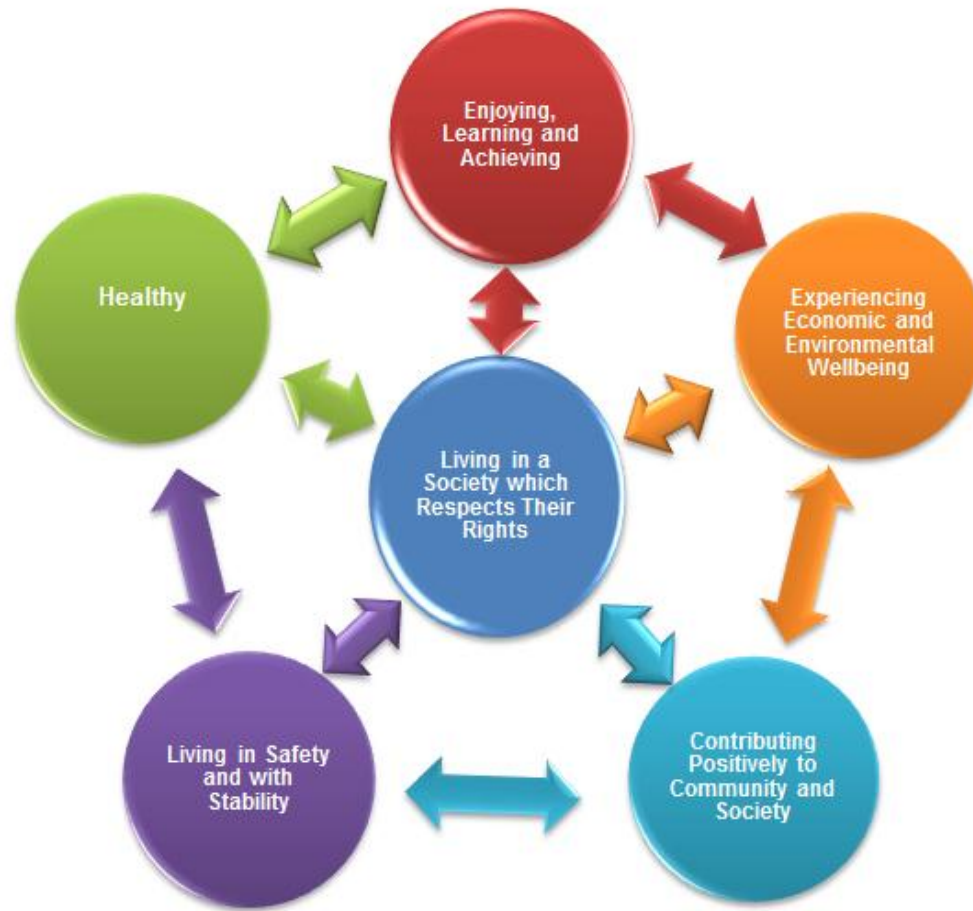 Enjoying,
Learning and
Achieving
Healthy
Experiencing
Economic and
Environmental
Wellbeing
Living in a
Society which
Respects Their
Rights
Living in Safety
and with
Stability
Contributing
Positively to
Community and
Society